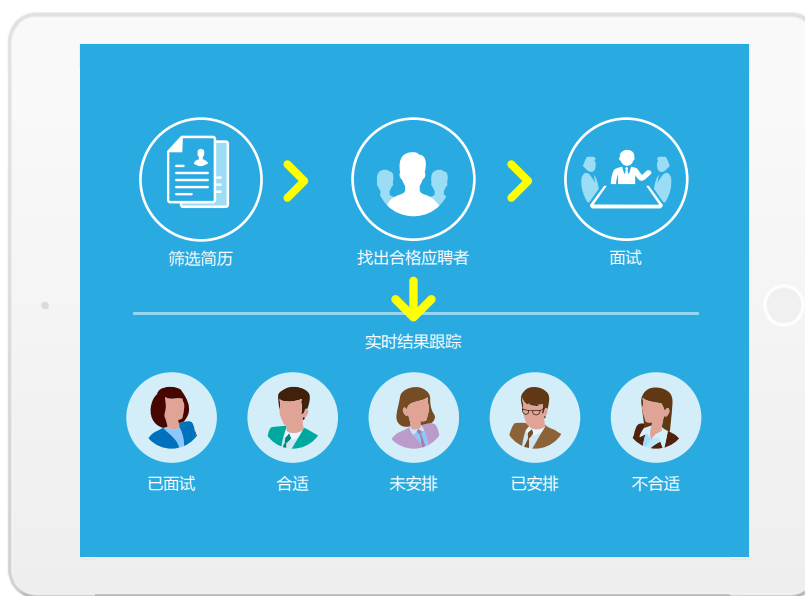 筛选简历
找出合格应聘者
面试
实时结果跟踪
已面试
合适
未安排
已安排
不合适